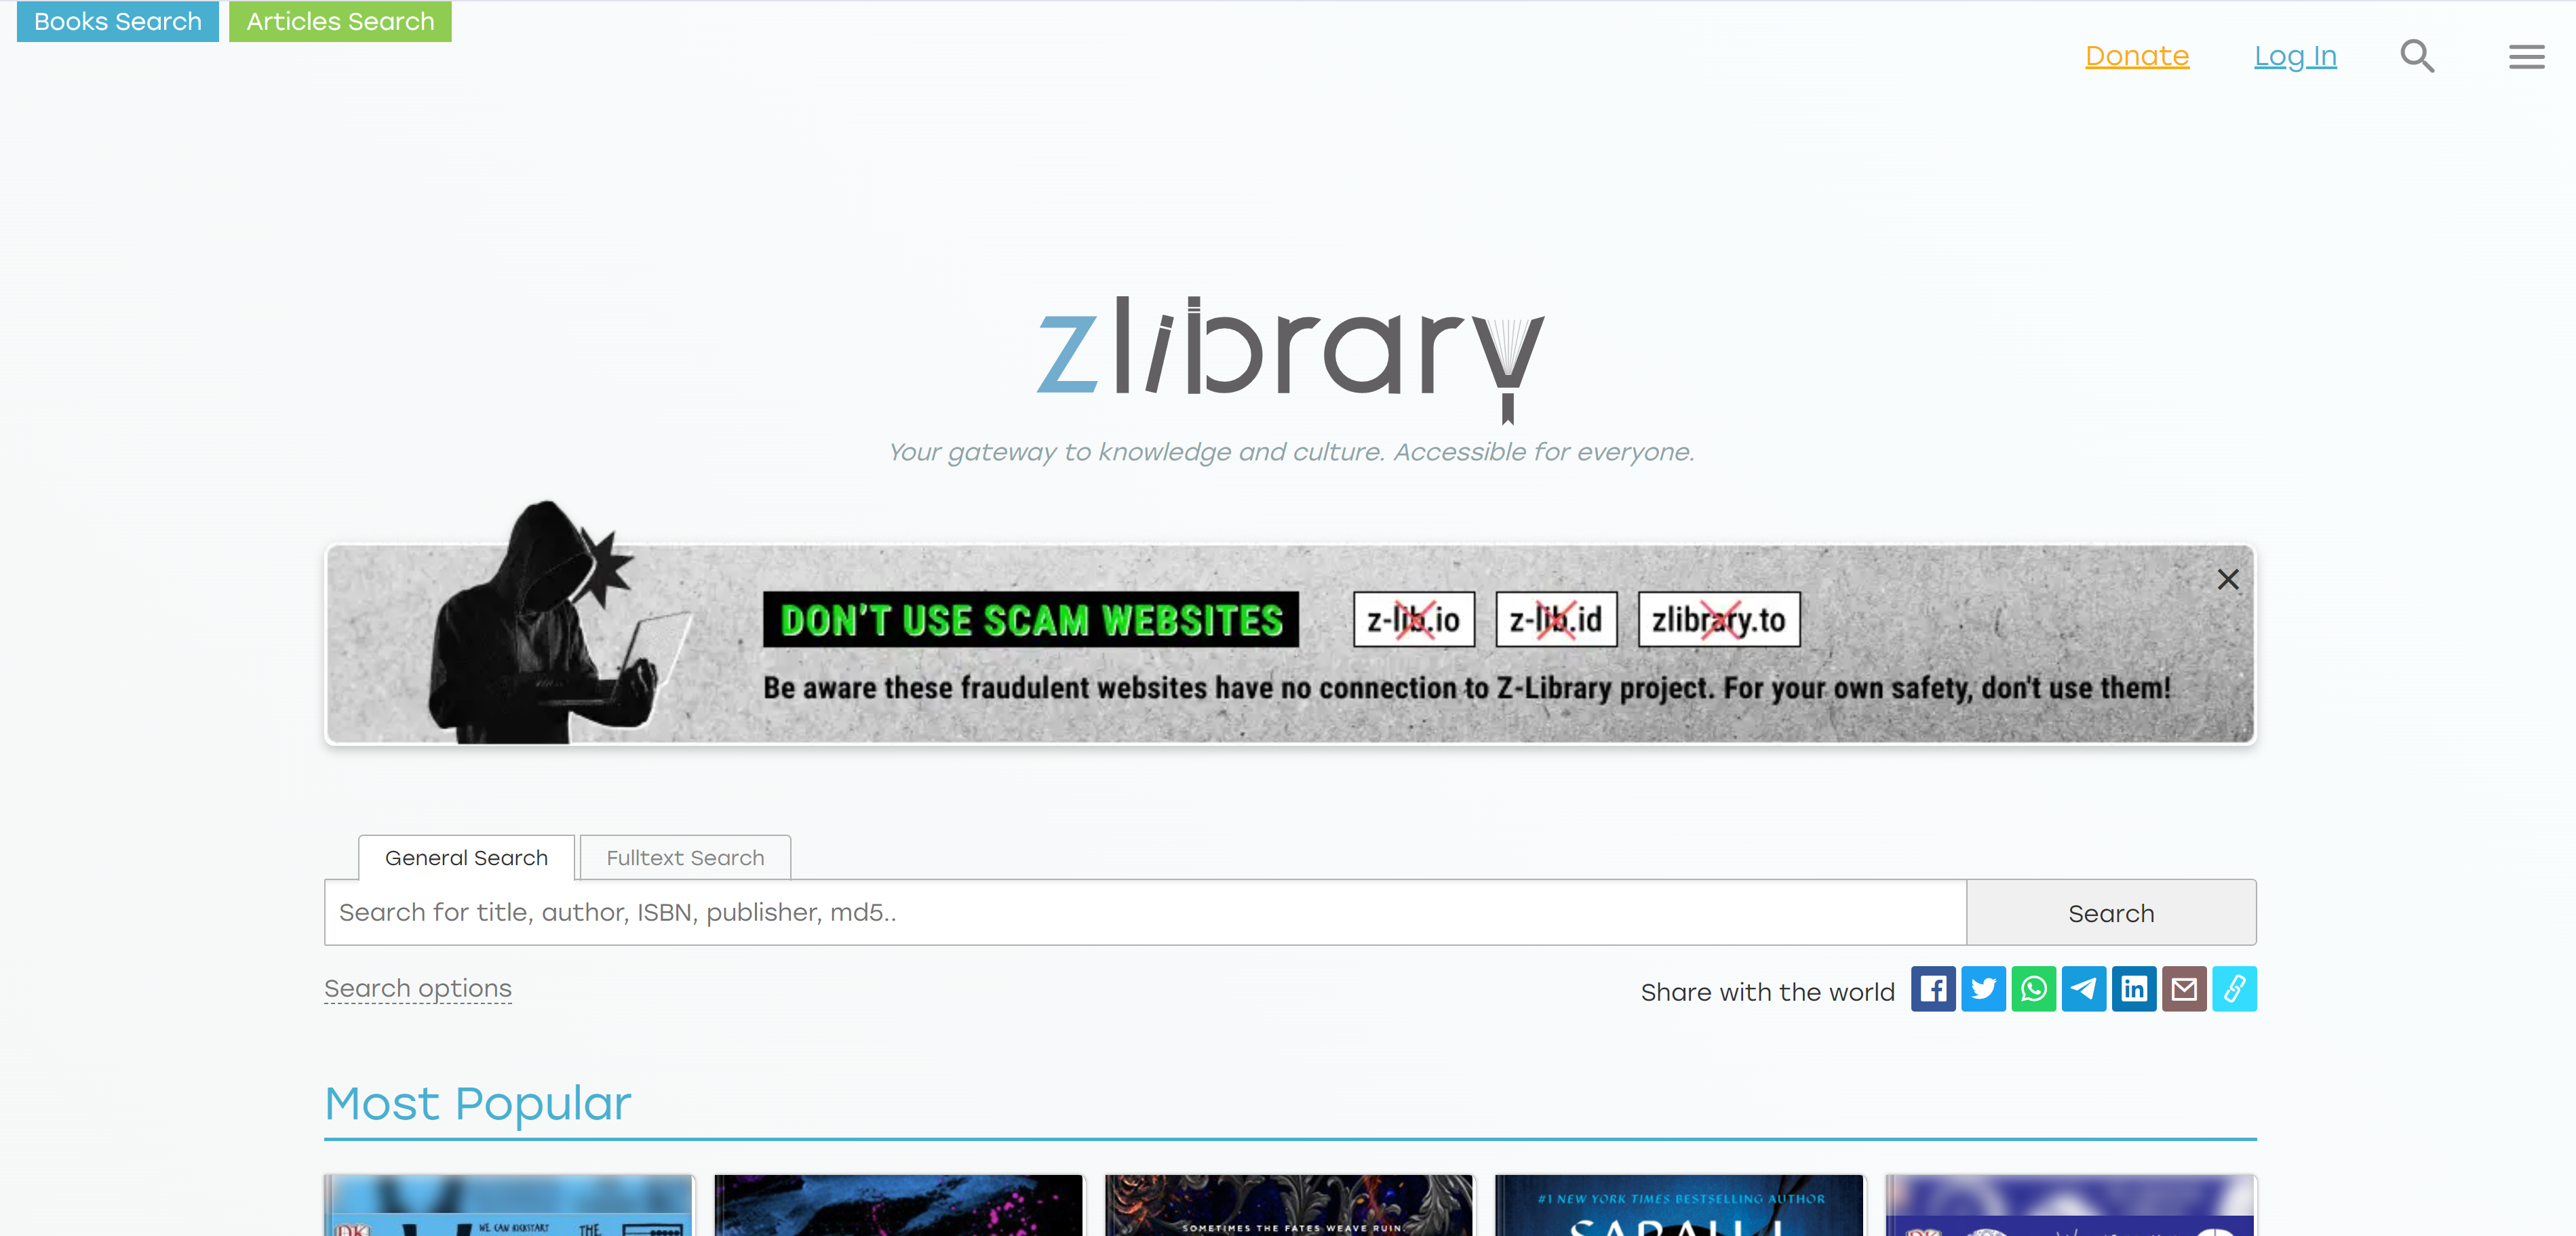 Books Search
Articles Search
Donate
Log In
zlibrary
Your gateway to knowledge and culture. Accessible for everyone.
DON'T USE SCAM WEBSITES
z-lib.io
z-lib.id
zlibrary.to
Be aware these fraudulent websites have no connection to Z-Library project. For your own safety, don't use them!
General Search
Fulltext Search
Search for title, author, ISBN, publisher, md5..
Search
Search options
Share with the world
Most Popular
DK
WE CAN KICKSTART
THE
SOMETIMES THE FATES WEAVE RUIN.
#1 NEW YORK TIMES BESTSELLING AUTHOR
SARAH J
DK